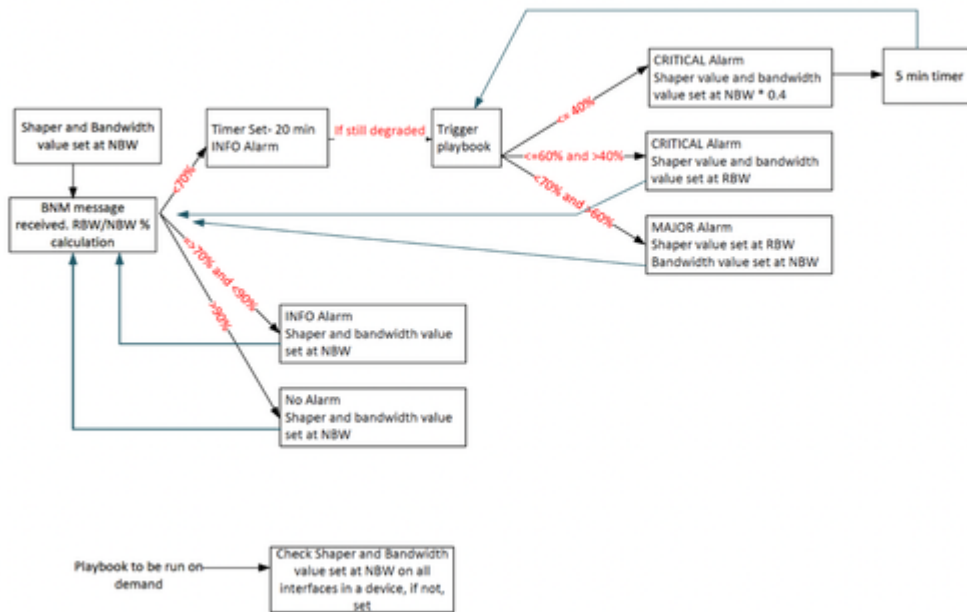 Shaper and Bandwidth
value set at NBW
BNM message
received. RBW/NBW %
calculation
<70%
Timer Set- 20 min
INFO Alarm
If still degraded
Trigger
playbook
<= 40%
CRITICAL Alarm
Shaper value and bandwidth
value set at NBW * 0.4
5 min timer
<=60% and >40%
CRITICAL Alarm
Shaper value and bandwidth
value set at RBW
<70% and >60%
MAJOR Alarm
Shaper value set at RBW
Bandwidth value set at NBW
<>70% and <90%
INFO Alarm
Shaper and bandwidth value
set at NBW
>90%
No Alarm
Shaper and bandwidth value
set at NBW
Playbook to be run on
demand
Check Shaper and Bandwidth
value set at NBW on all
interfaces in a device, if not,
set